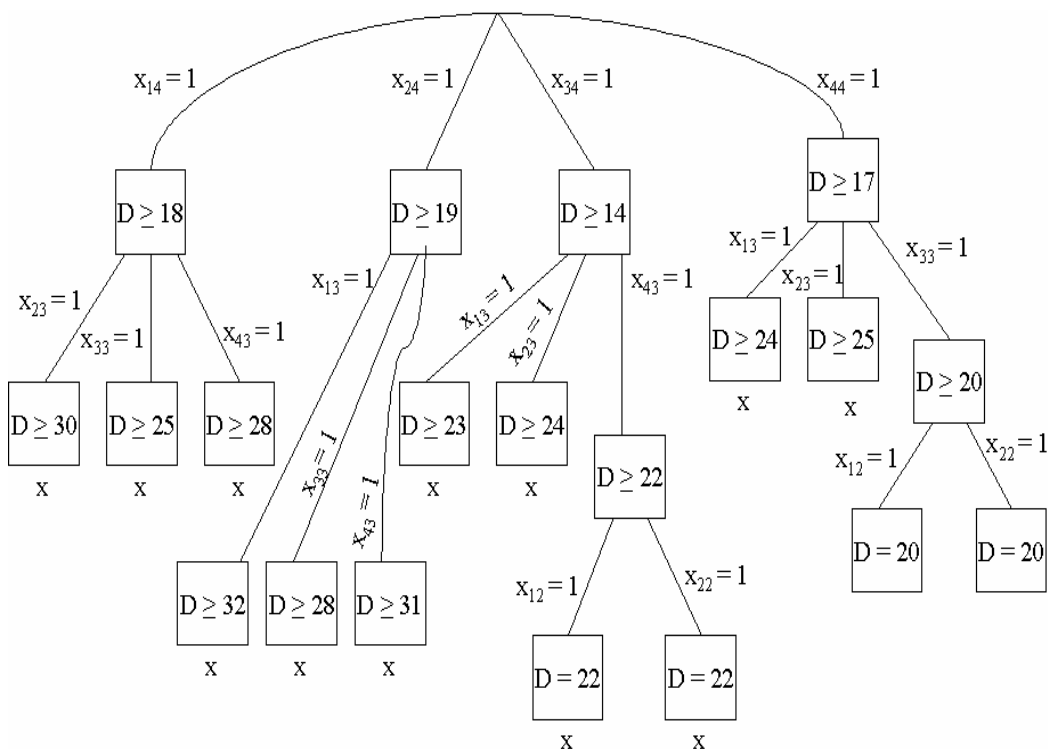 x₁₄ = 1
x₂₄ = 1
x₃₄ = 1
x₄₄ = 1
D ≥ 18
D ≥ 19
D ≥ 14
D ≥ 17
x₂₃ = 1
x₃₃ = 1
x₄₃ = 1
x₁₃ = 1
x₃₃ = 1
x₄₃ = 1
x₁₃ = 1
x₂₃ = 1
x₄₃ = 1
x₁₃ = 1
x₂₃ = 1
x₃₃ = 1
D ≥ 30
D ≥ 25
D ≥ 28
x
x
x
D ≥ 32
D ≥ 28
D ≥ 31
x
x
x
D ≥ 23
D ≥ 24
x
x
D ≥ 22
x₁₂ = 1
x₂₂ = 1
D = 22
D = 22
x
x
D ≥ 24
D ≥ 25
x
x
D ≥ 20
x₁₂ = 1
x₂₂ = 1
D = 20
D = 20